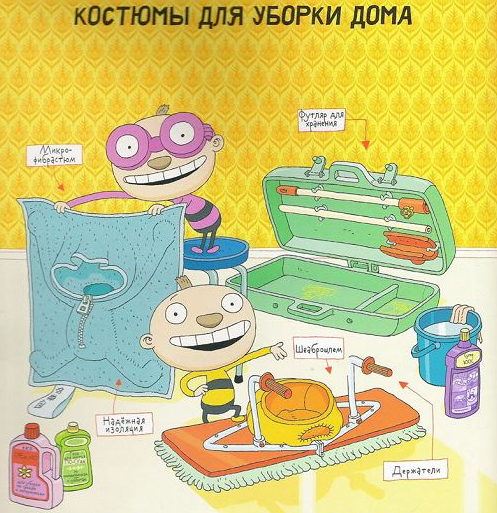 КОСТЮМЫ ДЛЯ УБОРКИ ДОМА
Футляр для
хранения
Микро-
фибрастюм
Шваброшлем
Надёжная
изоляция
Держатели